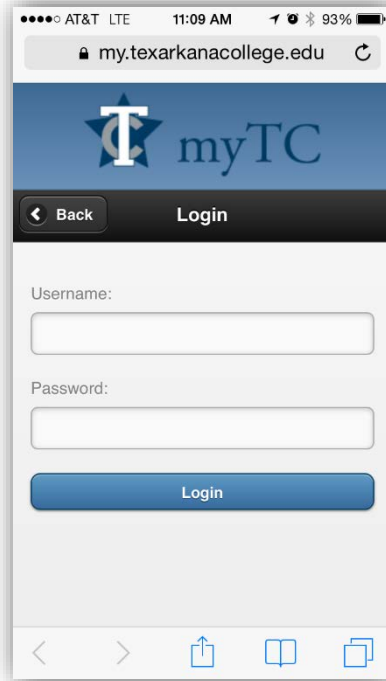 AT&T LTE 11:09 AM 93%
my.texarkanacollege.edu
TC myTC
Back Login
Username:
Password:
Login